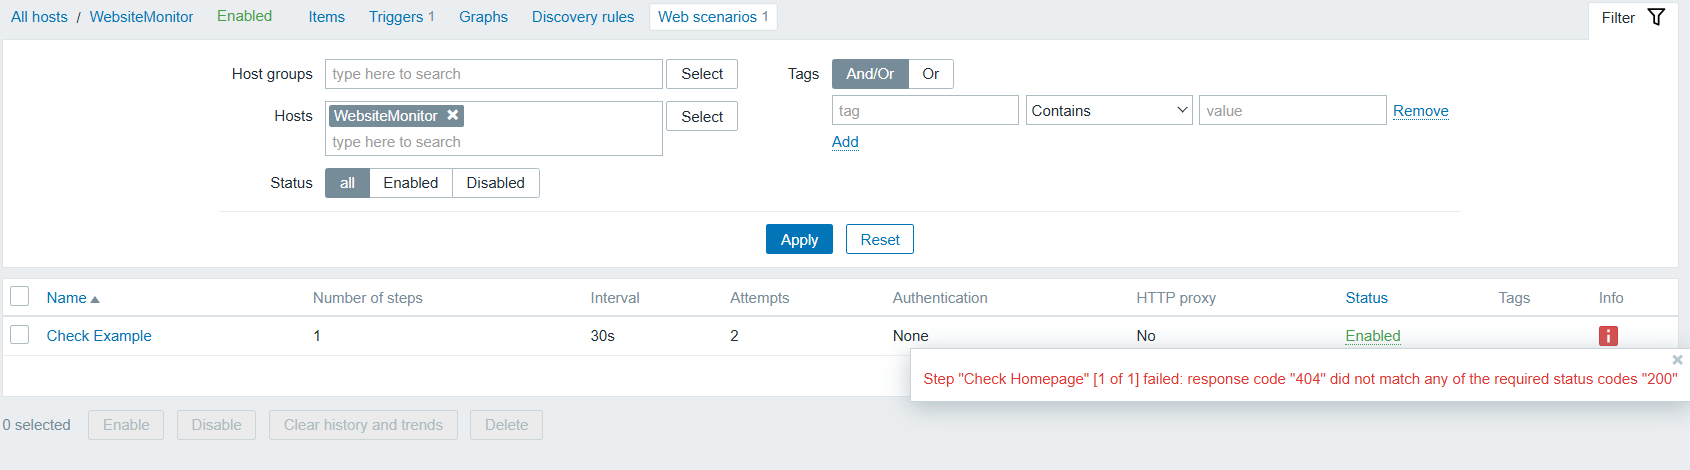 All hosts / WebsiteMonitor Enabled Items Triggers 1 Graphs Discovery rules Web scenarios 1
Filter
Host groups type here to search Select Tags And/Or Or
Hosts WebsiteMonitor Select tag Contains value Remove
type here to search Add
Status all Enabled Disabled
Apply Reset
Name Number of steps Interval Attempts Authentication HTTP proxy Status Tags Info
Check Example 1 30s 2 None No Enabled i
Step "Check Homepage" [1 of 1] failed: response code "404" did not match any of the required status codes "200"
0 selected Enable Disable Clear history and trends Delete